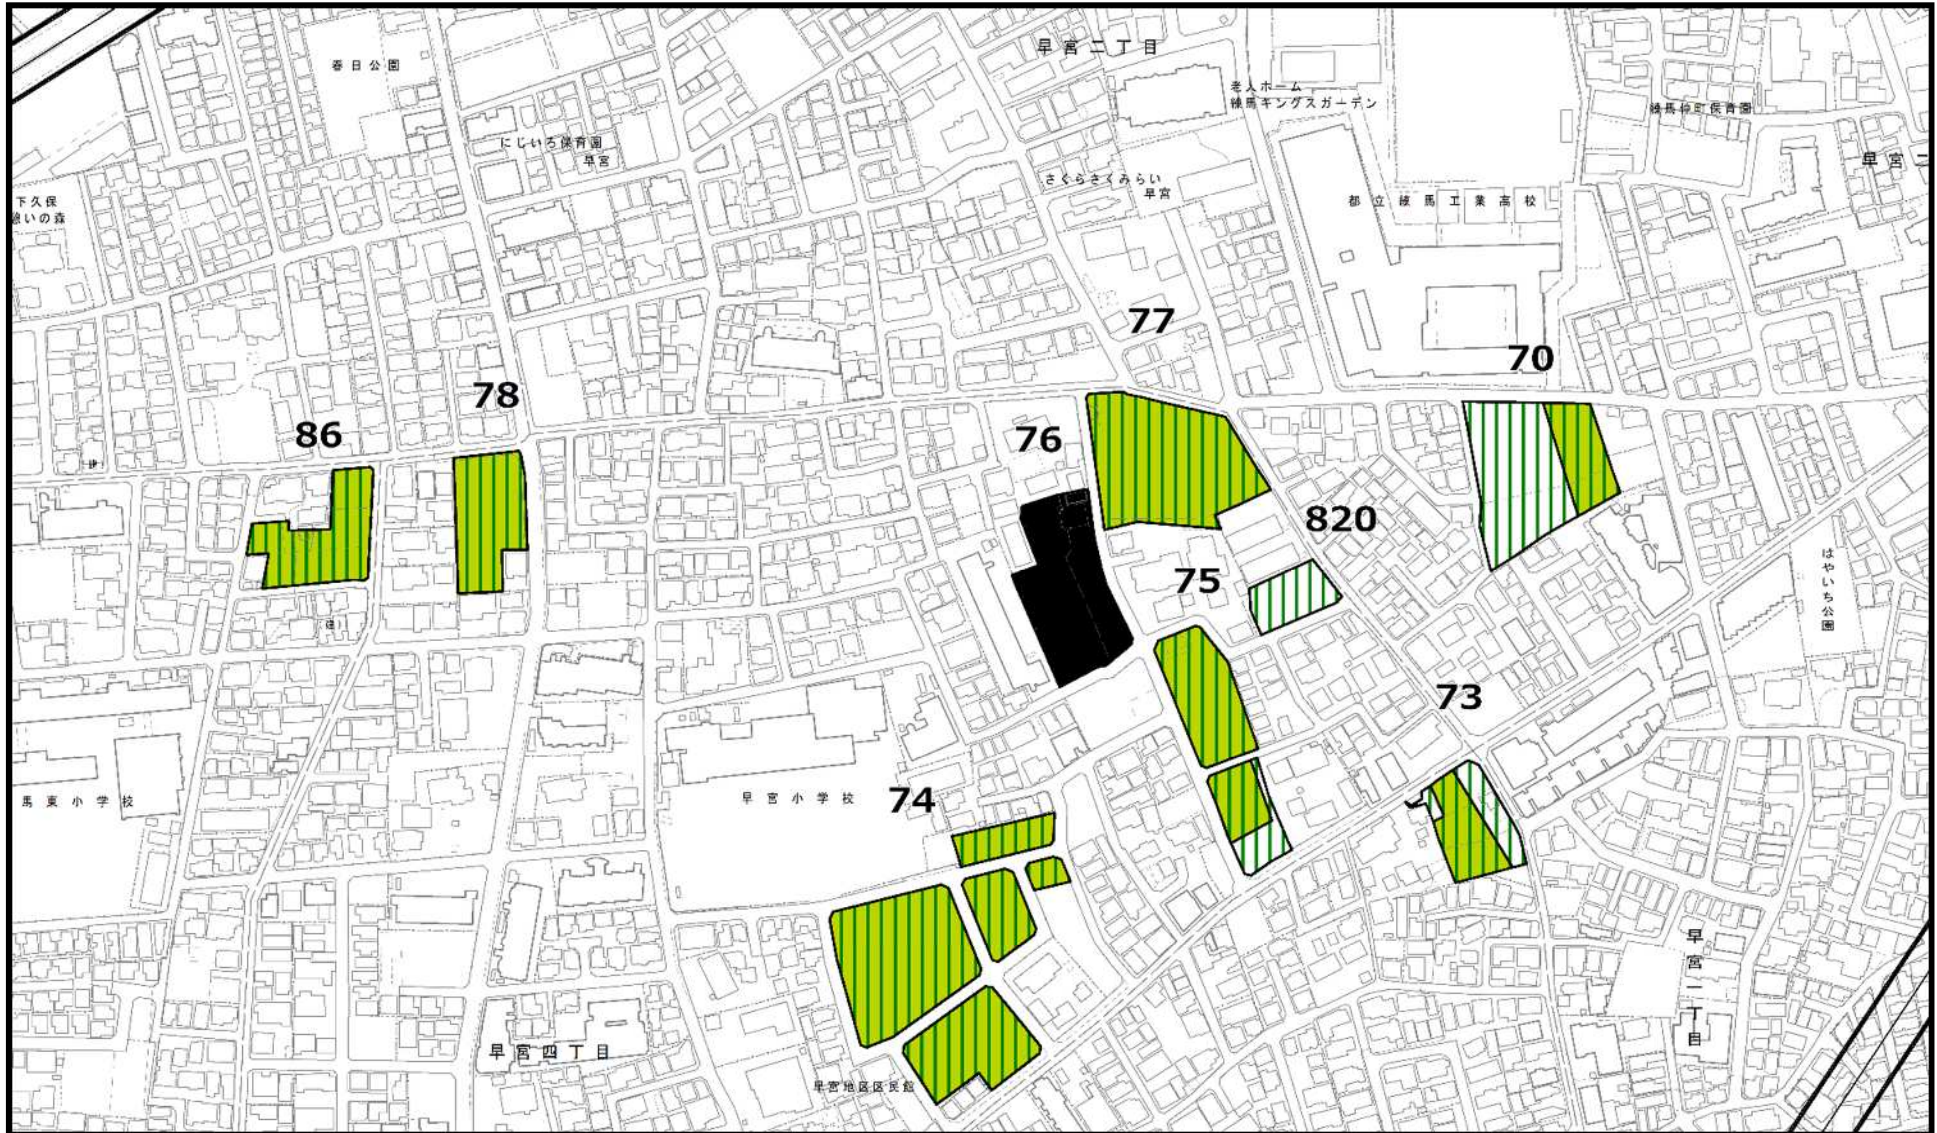 早宮二丁目
春日公園
老人ホーム
練馬キングスガーデン
練馬仲町保育園
にじいろ保育園
早宮
早宮二
さくらさくみらい
早宮
下久保
憩いの森
都立練馬工業高校
77
70
78
86
76
820
はやいち公園
75
73
馬東小学校
早宮小学校
74
早宮一丁目
早宮四丁目
早宮地区区民館